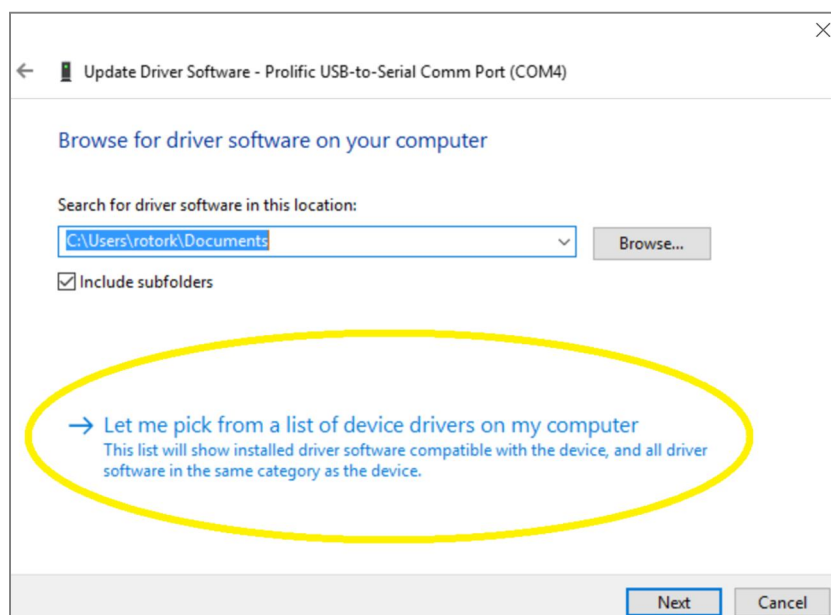 Update Driver Software - Prolific USB-to-Serial Comm Port (COM4)
Browse for driver software on your computer
Search for driver software in this location:
C:\Users\rotork\Documents
Browse...
Include subfolders
Let me pick from a list of device drivers on my computer
This list will show installed driver software compatible with the device, and all driver
software in the same category as the device.
Next Cancel